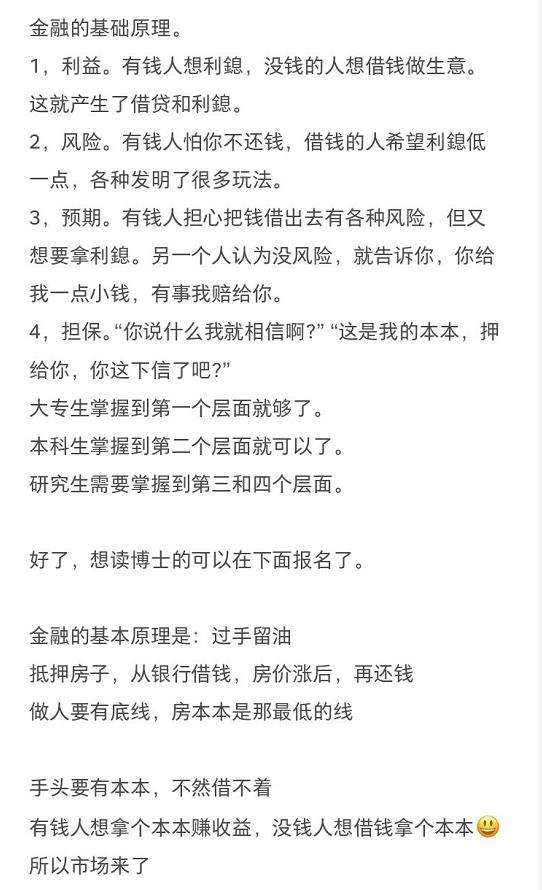 金融的基础原理。
1，利益。有钱人想利鎴，没钱的人想借钱做生意。
这就产生了借贷和利鎴。
2，风险。有钱人怕你不还钱，借钱的人希望利鎴低
一点，各种发明了很多玩法。
3，预期。有钱人担心把钱借出去有各种风险，但又
想要拿利鎴。另一个人认为没风险，就告诉你，你给
我一点小钱，有事我赔给你。
4，担保。“你说什么我就相信啊?” “这是我的本本，押
给你，你这下信了吧?”
大专生掌握到第一个层面就够了。
本科生掌握到第二个层面就可以了。
研究生需要掌握到第三和四个层面。
好了，想读博士的可以在下面报名了。
金融的基本原理是：过手留油
抵押房子，从银行借钱，房价涨后，再还钱
做人要有底线，房本本是那最低的线
手头要有本本，不然借不着
有钱人想拿个本本赚收益，没钱人想借钱拿个本本😃
所以市场来了